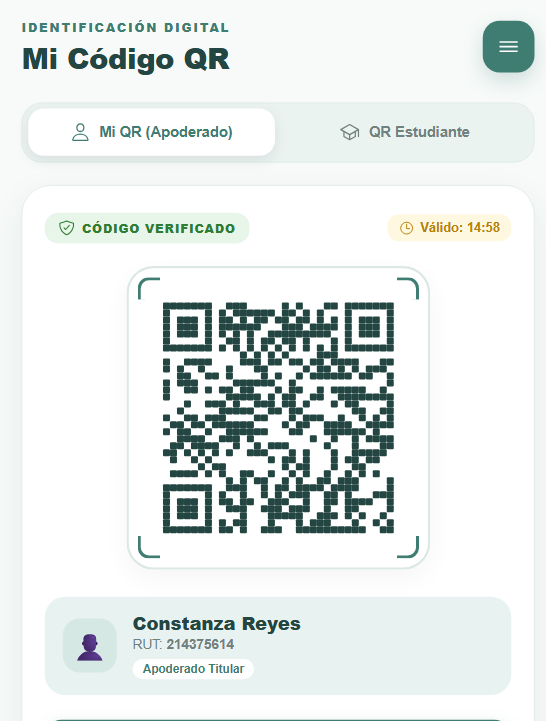 IDENTIFICACIÓN DIGITAL
Mi Código QR
Mi QR (Apoderado)
QR Estudiante
CÓDIGO VERIFICADO
Válido: 14:58
Constanza Reyes
RUT: 214375614
Apoderado Titular